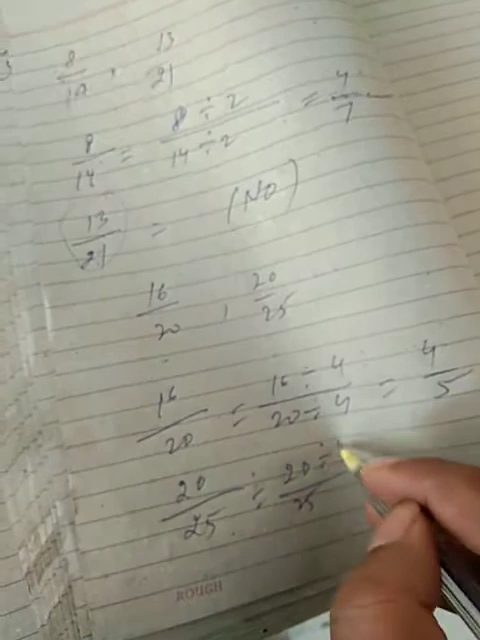 8/10, 13/21
8/14 = 8÷2/14÷2 = 4/7
13/21 = (No)
16/20, 20/25
16/20 = 16÷4/20÷4 = 4/5
20/25 = 20÷/25
ROUGH